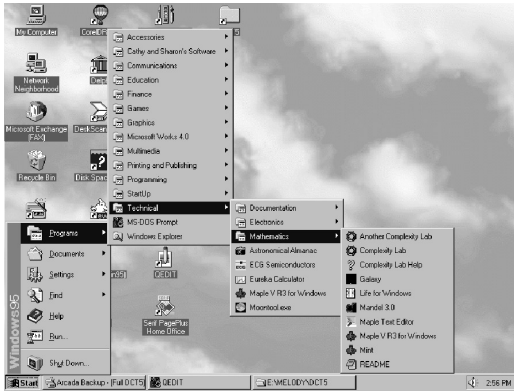 My Computer
Network
Neighborhood
Microsoft Exchange
(FAX)
DeskScan
Recycle Bin
Disk Space
Accessories
Cathy and Sharon's Software
Communications
Education
Finance
Games
Graphics
Microsoft Works 4.0
Multimedia
Printing and Publishing
Programming
StartUp
Technical
MS-DOS Prompt
Windows Explorer
Documentation
Electronics
Mathematics
Astronomical Almanac
ECG Semiconductors
Eureka Calculator
Maple V R3 for Windows
Moontool.exe
Another Complexity Lab
Complexity Lab
Complexity Lab Help
Galaxy
Life for Windows
Mandel 3.0
Maple Text Editor
Maple V R3 for Windows
Mint
README
Programs
Documents
Settings
Find
Help
Run...
Shut Down...
Windows95
QEDIT
Serif PagePlus
Home Office
Start
Arcada Backup - [Full DCT5]
QEDIT
E:\MELODY\DCT5
2:56 PM